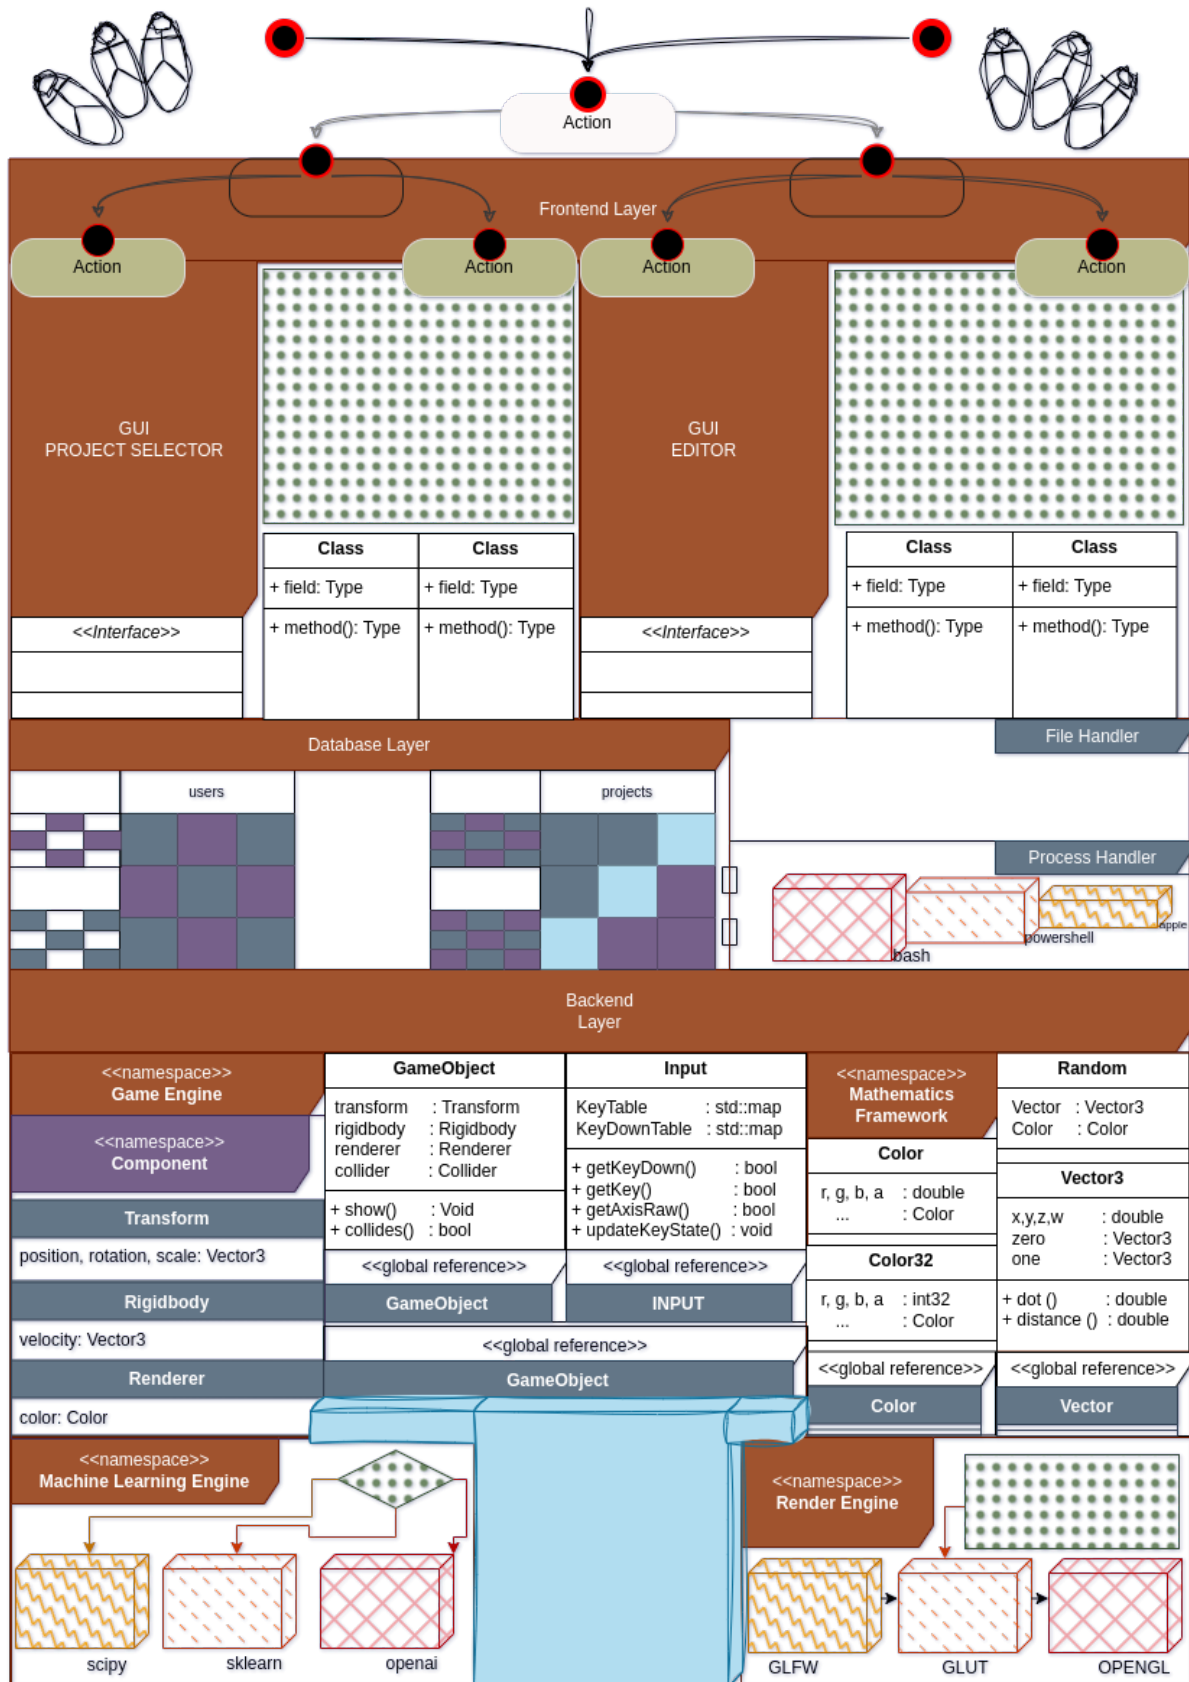 Action
Frontend Layer
Action
Action
Action
Action
GUI
PROJECT SELECTOR
GUI
EDITOR
Class
Class
+ field: Type
+ field: Type
+ method(): Type
+ method(): Type
<<Interface>>
Class
Class
+ field: Type
+ field: Type
+ method(): Type
+ method(): Type
<<Interface>>
Database Layer
users
projects
File Handler
Process Handler
bash
powershell
apple
Backend
Layer
<<namespace>>
Game Engine
<<namespace>>
Component
Transform
position, rotation, scale: Vector3
Rigidbody
velocity: Vector3
Renderer
color: Color
GameObject
transform : Transform
rigidbody : Rigidbody
renderer : Renderer
collider : Collider
+ show() : Void
+ collides() : bool
<<global reference>>
GameObject
Input
KeyTable : std::map
KeyDownTable : std::map
+ getKeyDown() : bool
+ getKey() : bool
+ getAxisRaw() : bool
+ updateKeyState() : void
<<global reference>>
INPUT
<<global reference>>
GameObject
<<namespace>>
Mathematics
Framework
Color
r, g, b, a : double
... : Color
Color32
r, g, b, a : int32
... : Color
<<global reference>>
Color
Random
Vector : Vector3
Color : Color
Vector3
x,y,z,w : double
zero : Vector3
one : Vector3
+ dot () : double
+ distance () : double
<<global reference>>
Vector
<<namespace>>
Machine Learning Engine
scipy
sklearn
openai
<<namespace>>
Render Engine
GLFW
GLUT
OPENGL